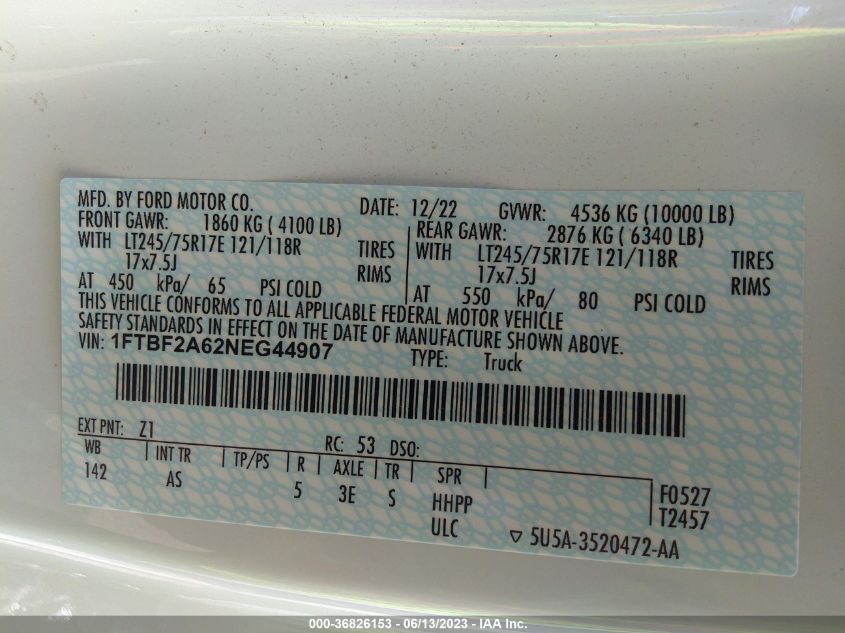 MFD. BY FORD MOTOR CO. DATE: 12/22 GVWR: 4536 KG (10000 LB)
FRONT GAWR: 1860 KG ( 4100 LB) REAR GAWR: 2876 KG ( 6340 LB)
WITH LT245/75R17E 121/118R TIRES WITH LT245/75R17E 121/118R TIRES
17x7.5J RIMS 17x7.5J RIMS
AT 450 kPa/ 65 PSI COLD AT 550 kPa/ 80 PSI COLD
THIS VEHICLE CONFORMS TO ALL APPLICABLE FEDERAL MOTOR VEHICLE
SAFETY STANDARDS IN EFFECT ON THE DATE OF MANUFACTURE SHOWN ABOVE.
VIN: 1FTBF2A62NEG44907 TYPE: Truck
EXT PNT: Z1 RC: 53 DSO:
WB INT TR TP/PS R AXLE TR SPR
142 AS 5 3E S HHPP F0527
ULC T2457
5U5A-3520472-AA
000-36826153 - 06/13/2023 - IAA Inc.